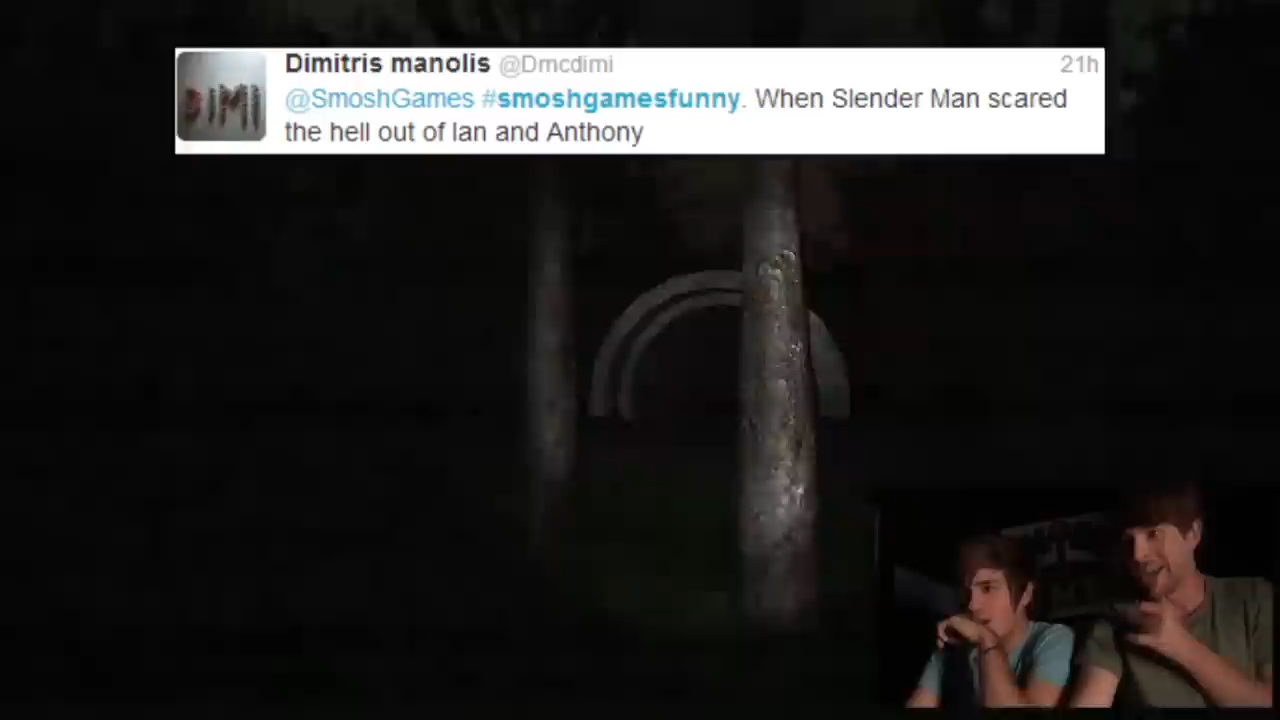 Dimitris manolis @Dmcdimi 21h
@SmoshGames #smoshgamesfunny. When Slender Man scared
the hell out of Ian and Anthony
DIMI